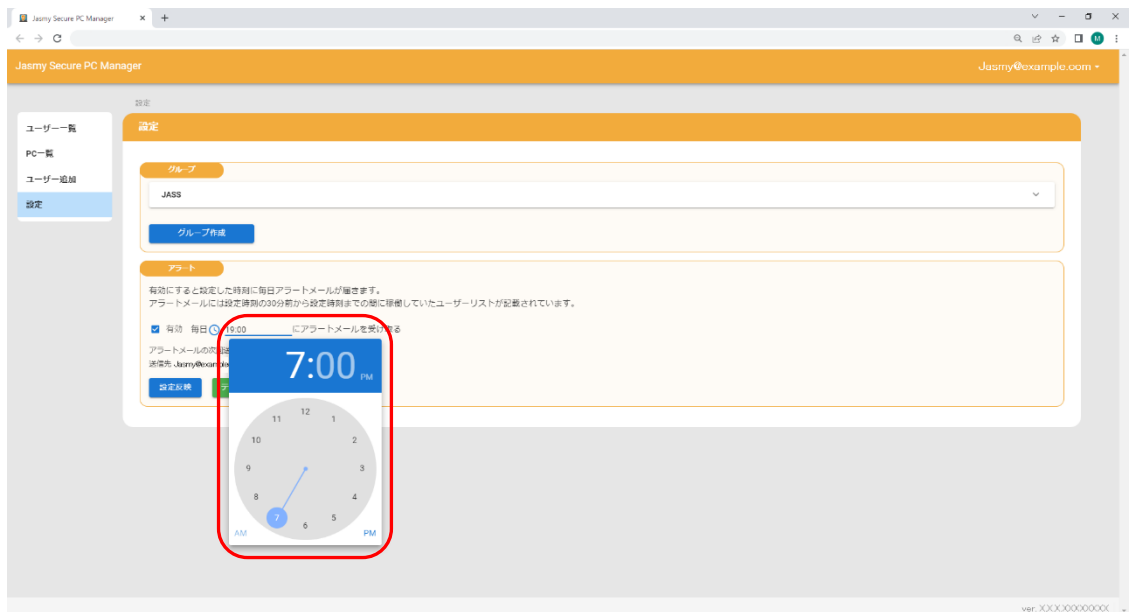 Jasmy Secure PC Manager
Jasmy Secure PC Manager
Jasmy@example.com
設定
ユーザー一覧
PC一覧
ユーザー追加
設定
設定
グループ
JASS
グループ作成
アラート
有効にすると設定した時刻に毎日アラートメールが届きます。
アラートメールには設定時刻の30分前から設定時刻までの間に稼働していたユーザーリストが記載されています。
有効 毎日 19:00 にアラートメールを受け取る
アラートメールの次回送
送信先 Jasmy@example
設定反映
テ
7:00 PM
12
11
1
10
2
9
3
8
4
7
5
6
AM
PM
ver. X.X.X.XXXXXXXX
M